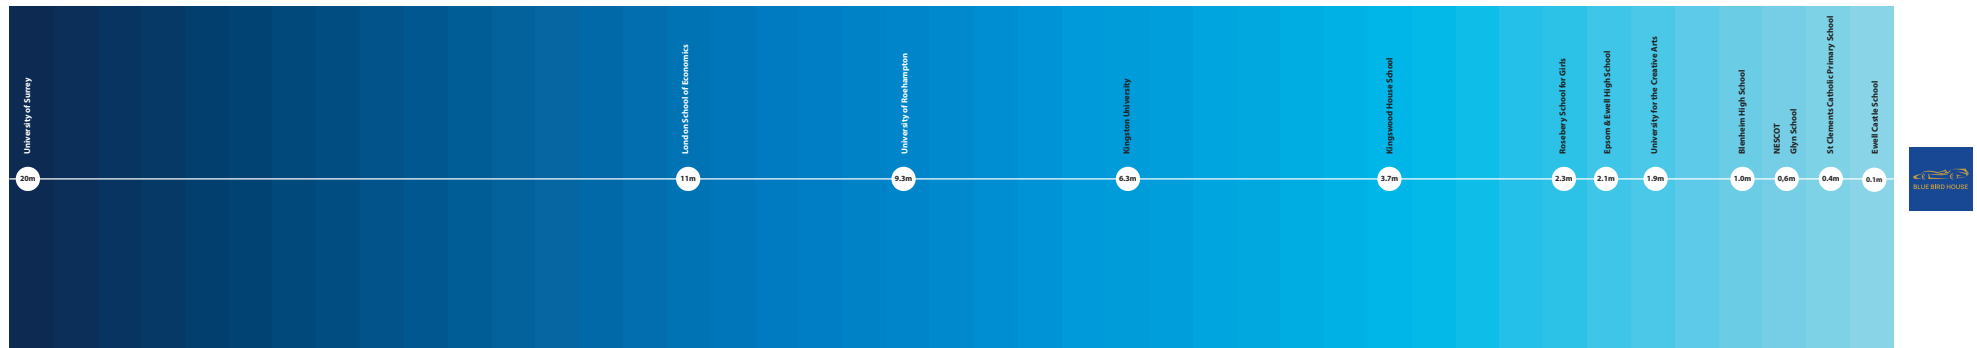 University of Surrey
20m
London School of Economics
11m
University of Roehampton
9.3m
Kingston University
6.3m
Kingswood House School
3.7m
Rosebery School for Girls
2.3m
Epsom & Ewell High School
2.1m
University for the Creative Arts
1.9m
Blenheim High School
1.0m
NESCOT
Glyn School
0,6m
St Clements Catholic Primary School
0.4m
Ewell Castle School
0.1m
BLUE BIRD HOUSE